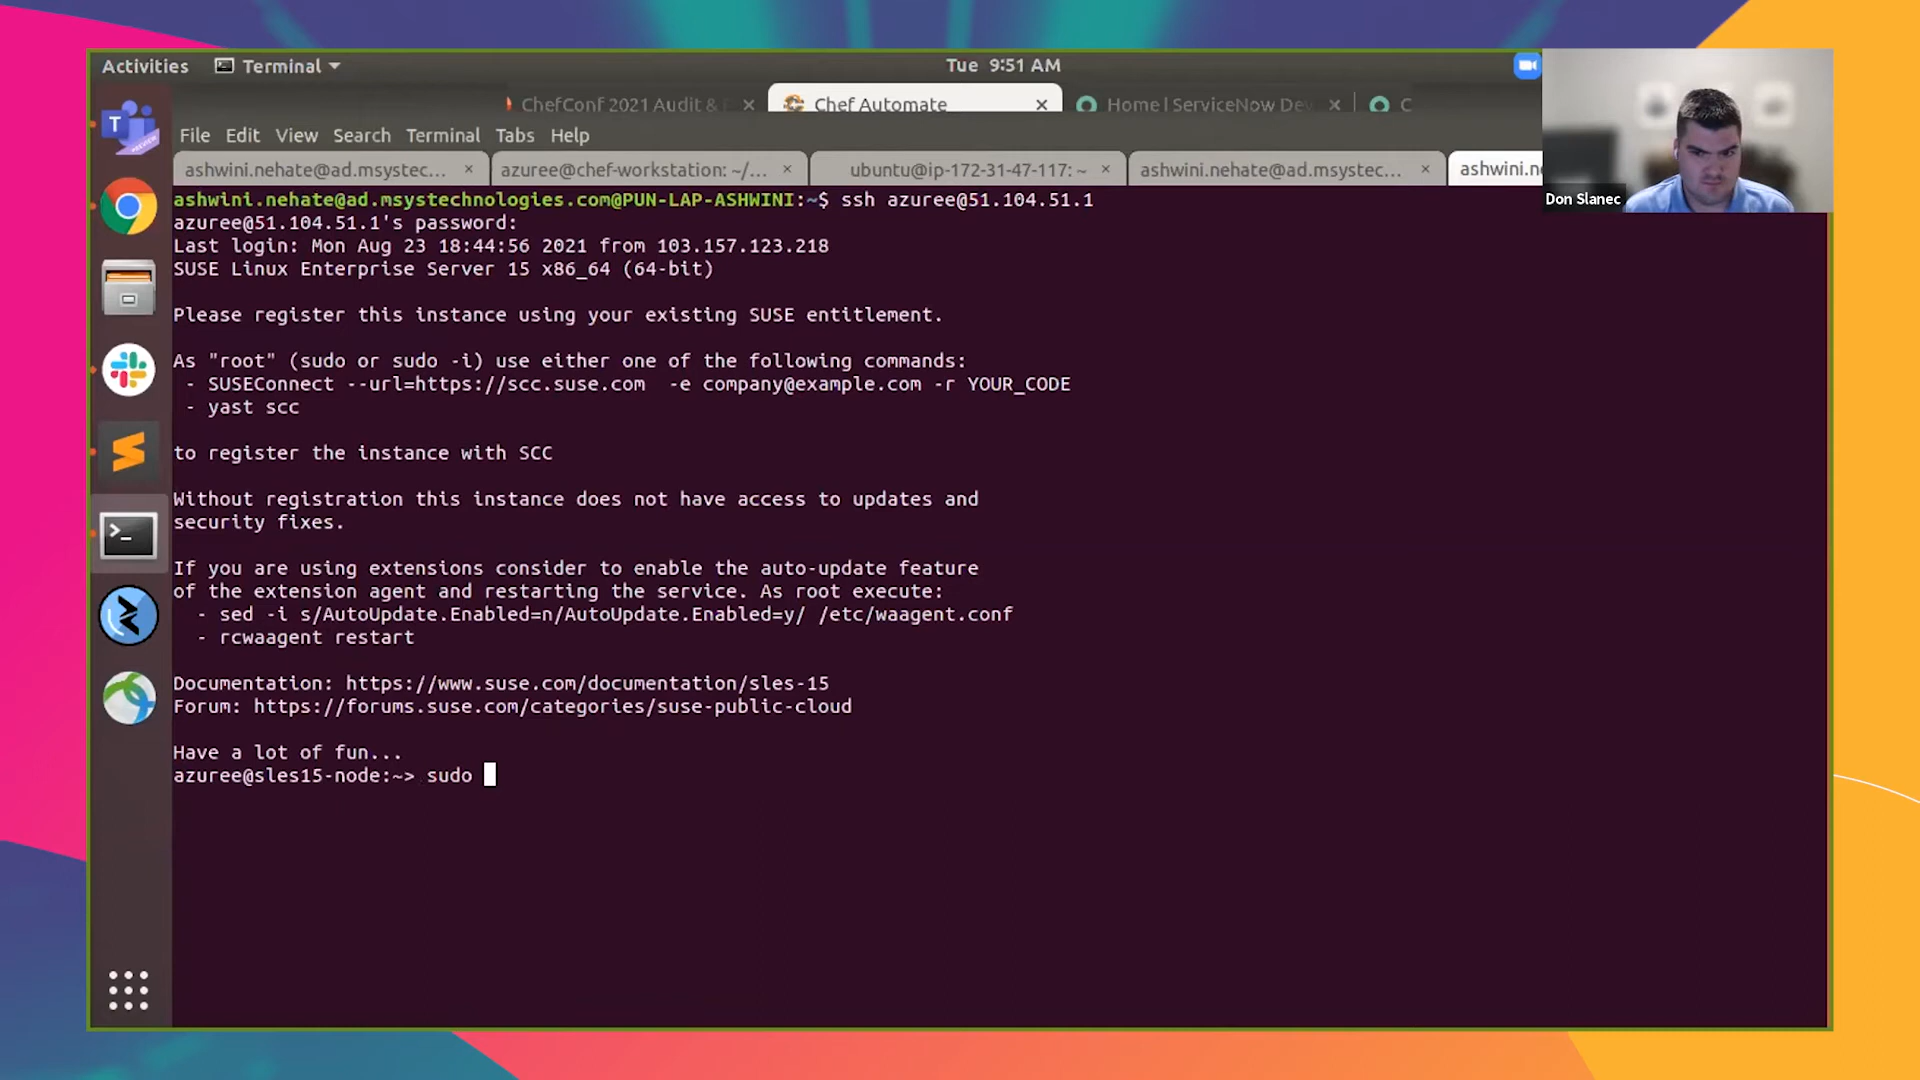 Activities Terminal Tue 9:51 AM
ChefConf 2021 Audit & Chef Automate Home | ServiceNow Dev C
File Edit View Search Terminal Tabs Help
ashwini.nehate@ad.msystec... azuree@chef-workstation: ~/... ubuntu@ip-172-31-47-117: ~ ashwini.nehate@ad.msystec... ashwini.n
Don Slanec
ashwini.nehate@ad.msystechnologies.com@PUN-LAP-ASHWINI:~$ ssh azuree@51.104.51.1
azuree@51.104.51.1's password:
Last login: Mon Aug 23 18:44:56 2021 from 103.157.123.218
SUSE Linux Enterprise Server 15 x86_64 (64-bit)
Please register this instance using your existing SUSE entitlement.
As "root" (sudo or sudo -i) use either one of the following commands:
- SUSEConnect --url=https://scc.suse.com -e company@example.com -r YOUR_CODE
- yast scc
to register the instance with SCC
Without registration this instance does not have access to updates and
security fixes.
If you are using extensions consider to enable the auto-update feature
of the extension agent and restarting the service. As root execute:
- sed -i s/AutoUpdate.Enabled=n/AutoUpdate.Enabled=y/ /etc/waagent.conf
- rcwaagent restart
Documentation: https://www.suse.com/documentation/sles-15
Forum: https://forums.suse.com/categories/suse-public-cloud
Have a lot of fun...
azuree@sles15-node:~> sudo